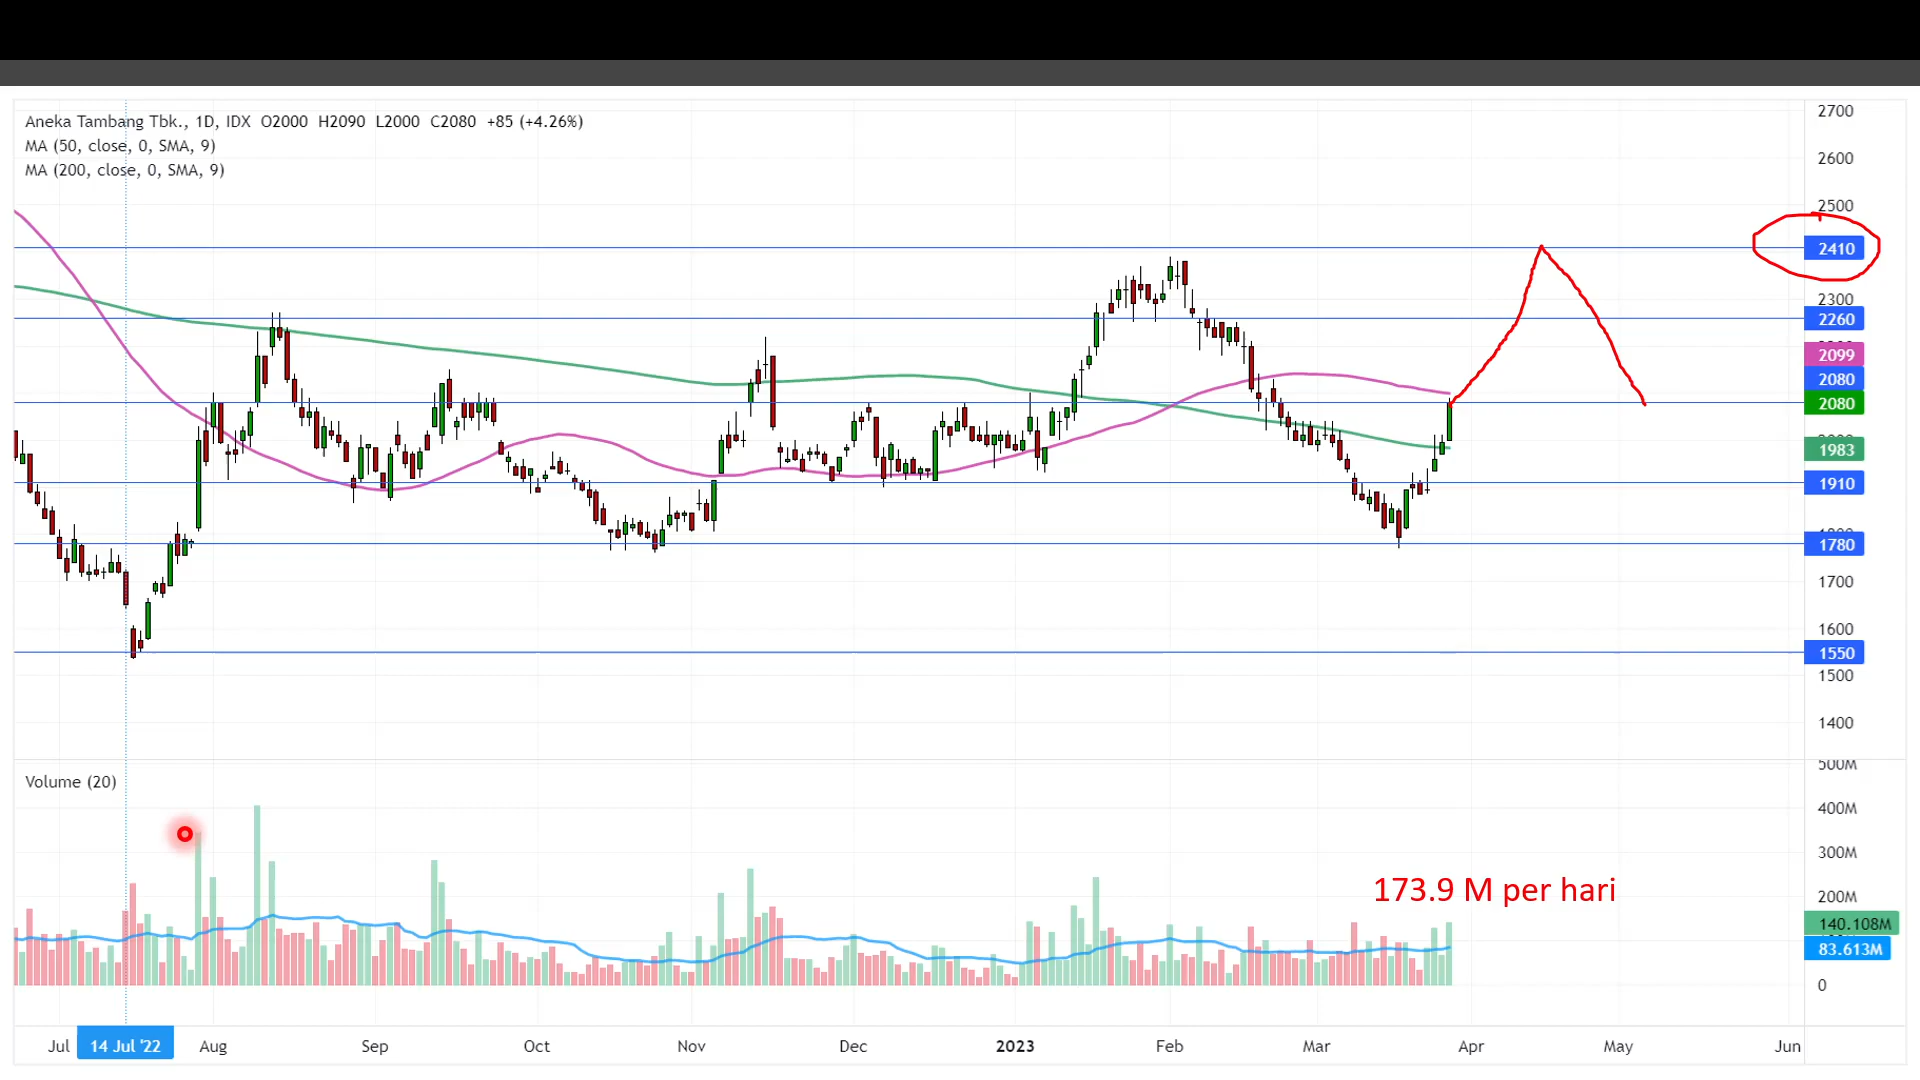 Aneka Tambang Tbk., 1D, IDX O2000 H2090 L2000 C2080 +85 (+4.26%)
MA (50, close, 0, SMA, 9)
MA (200, close, 0, SMA, 9)
2700
2600
2500
2410
2300
2260
2099
2080
2080
1983
1910
1780
1700
1600
1550
1500
1400
Volume (20)
500M
400M
300M
200M
173.9 M per hari
140.108M
83.613M
0
Jul 14 Jul '22 Aug Sep Oct Nov Dec 2023 Feb Mar Apr May Jun